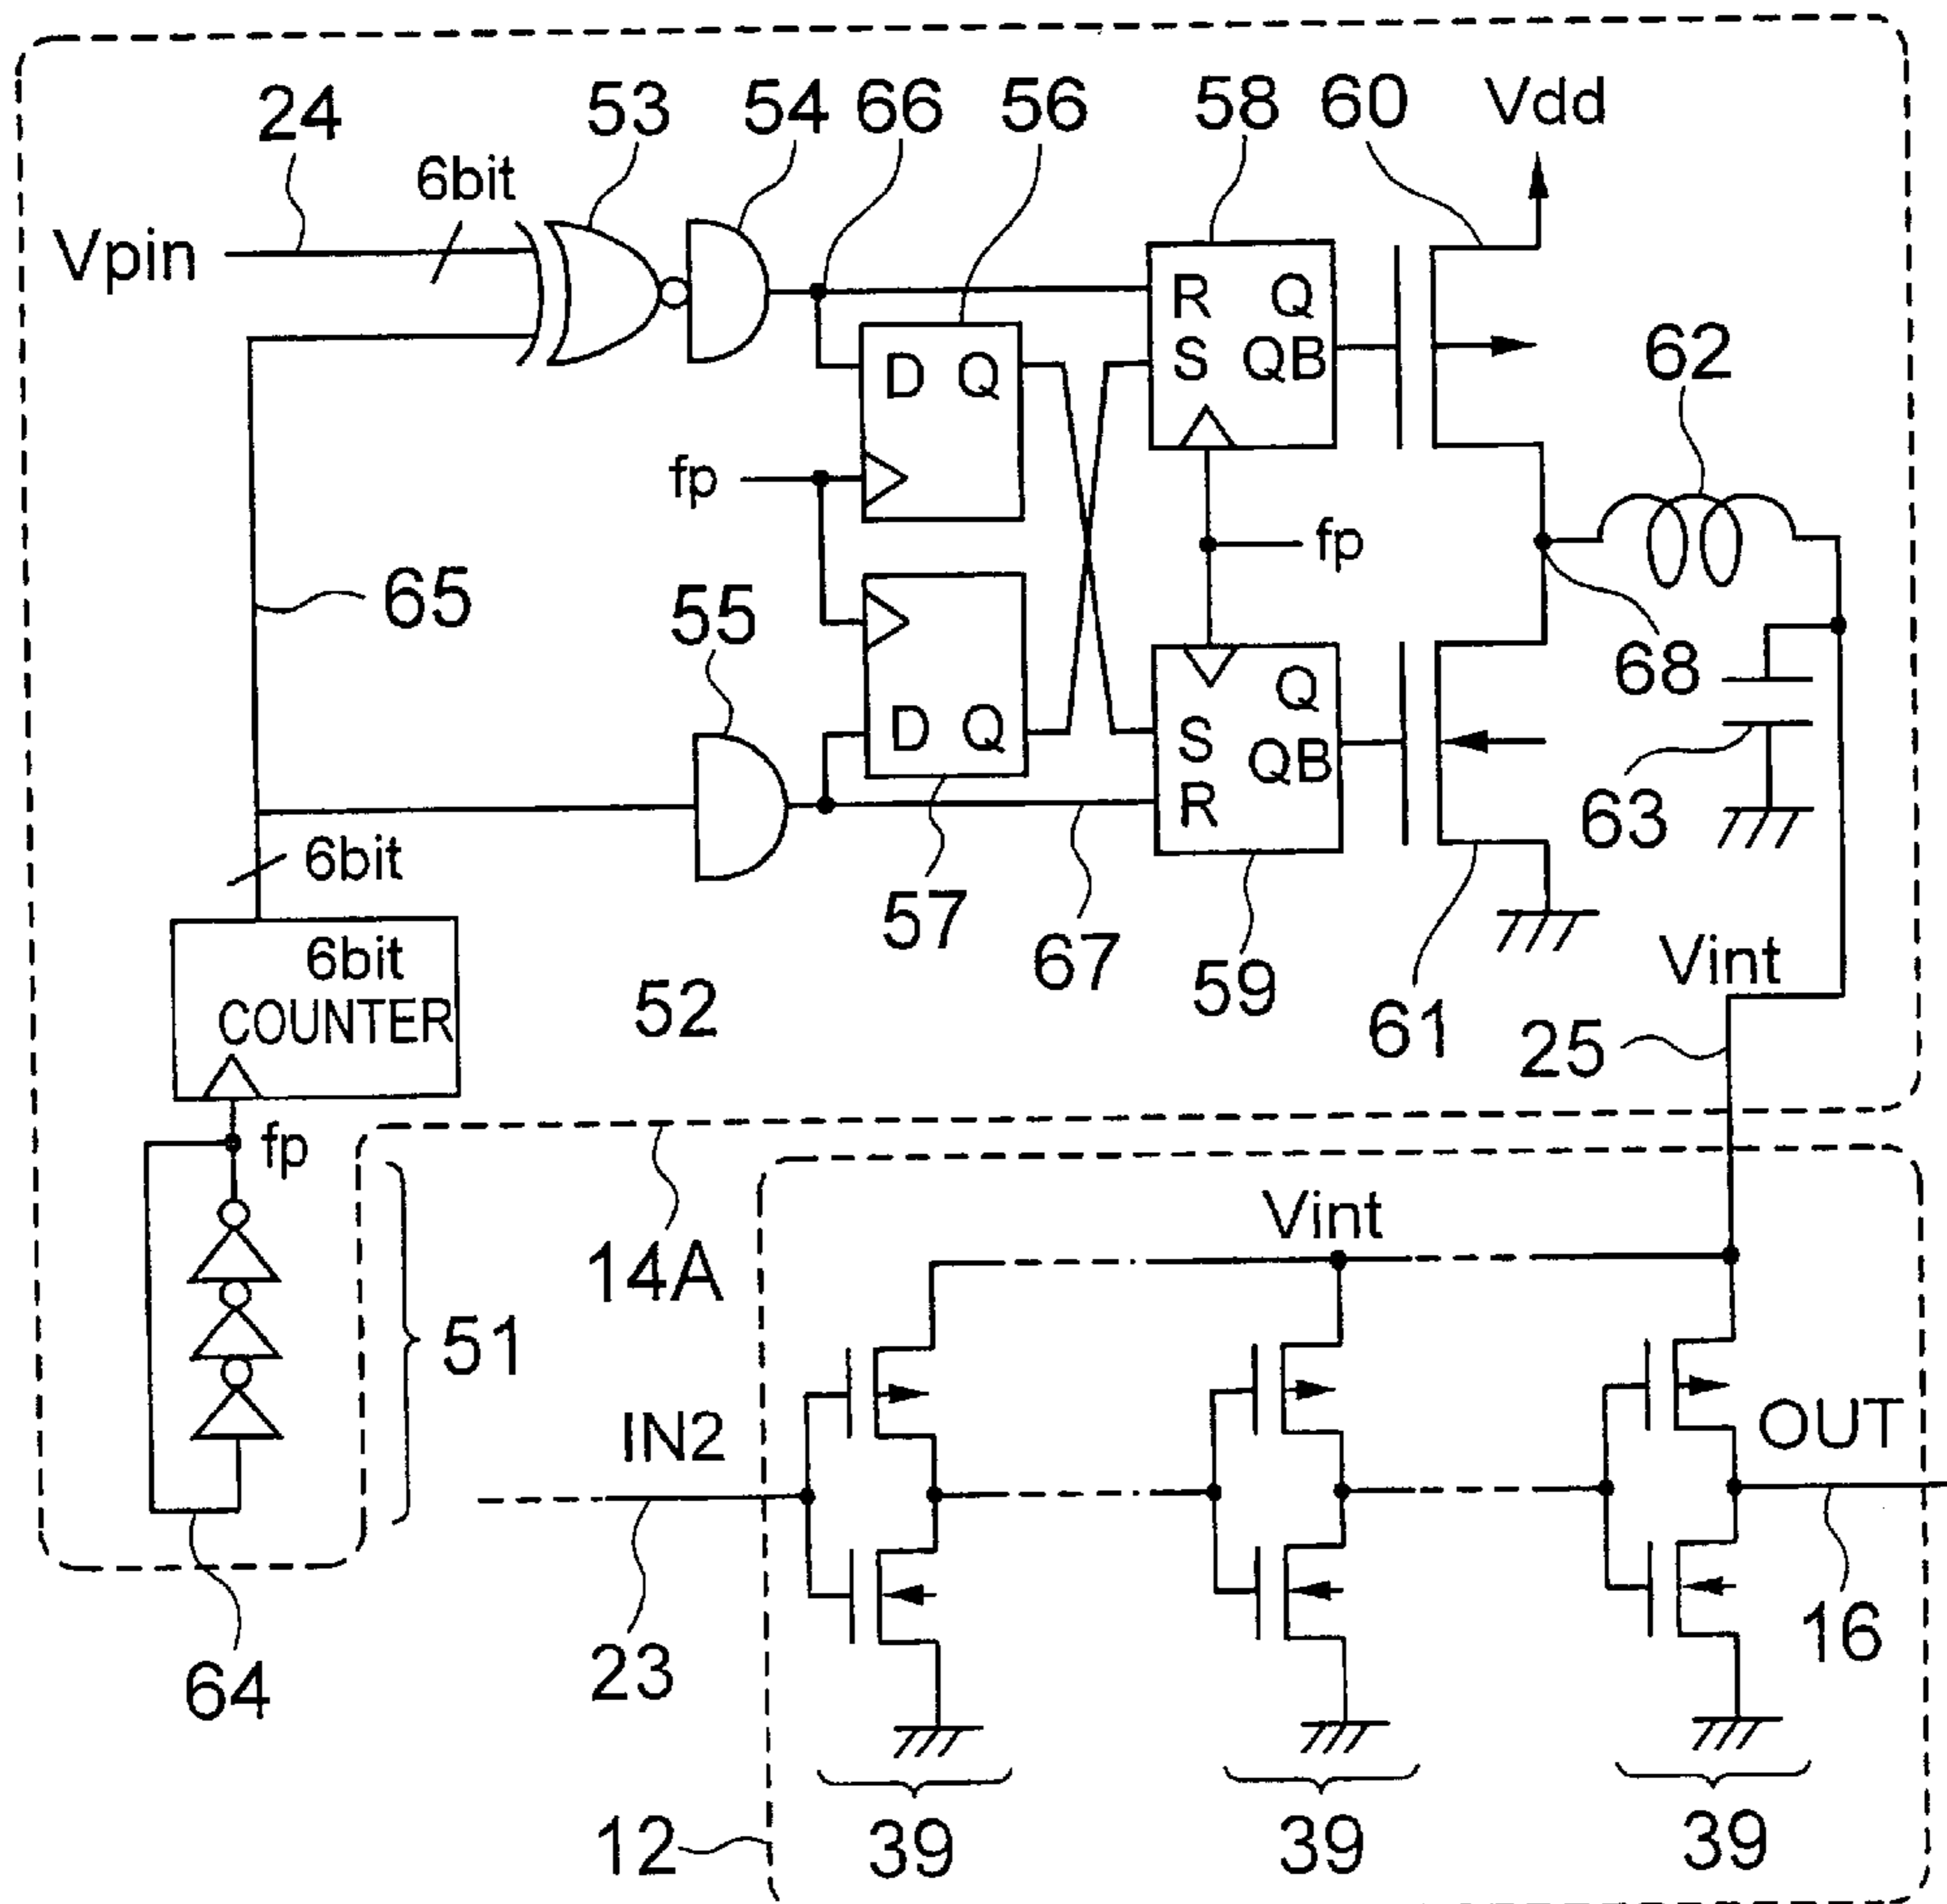 24
6bit
53
54
66
56
58
60
Vdd
Vpin
R Q
S QB
D Q
62
fp
fp
65
55
68
D Q
Q
S QB
R
63
6bit
57
67
59
61
Vint
6bit
COUNTER
52
25
fp
Vint
14A
51
IN2
OUT
23
16
64
12
39
39
39